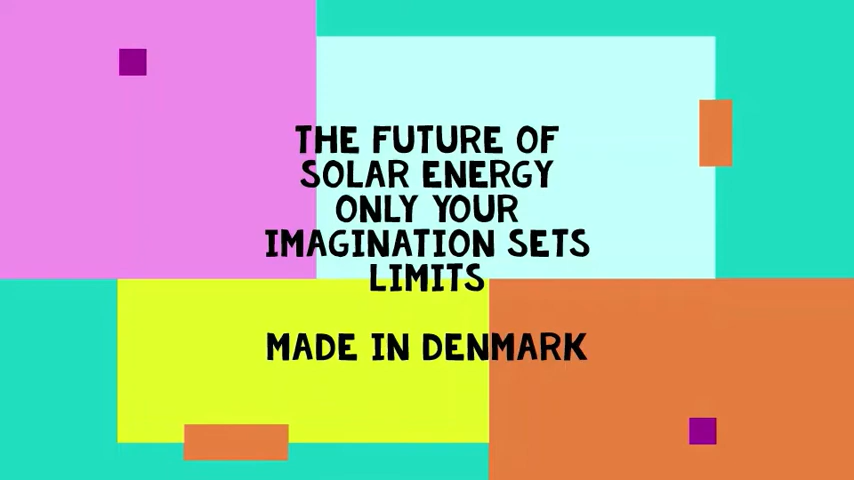 THE FUTURE OF
SOLAR ENERGY
ONLY YOUR
IMAGINATION SETS
LIMITS
MADE IN DENMARK